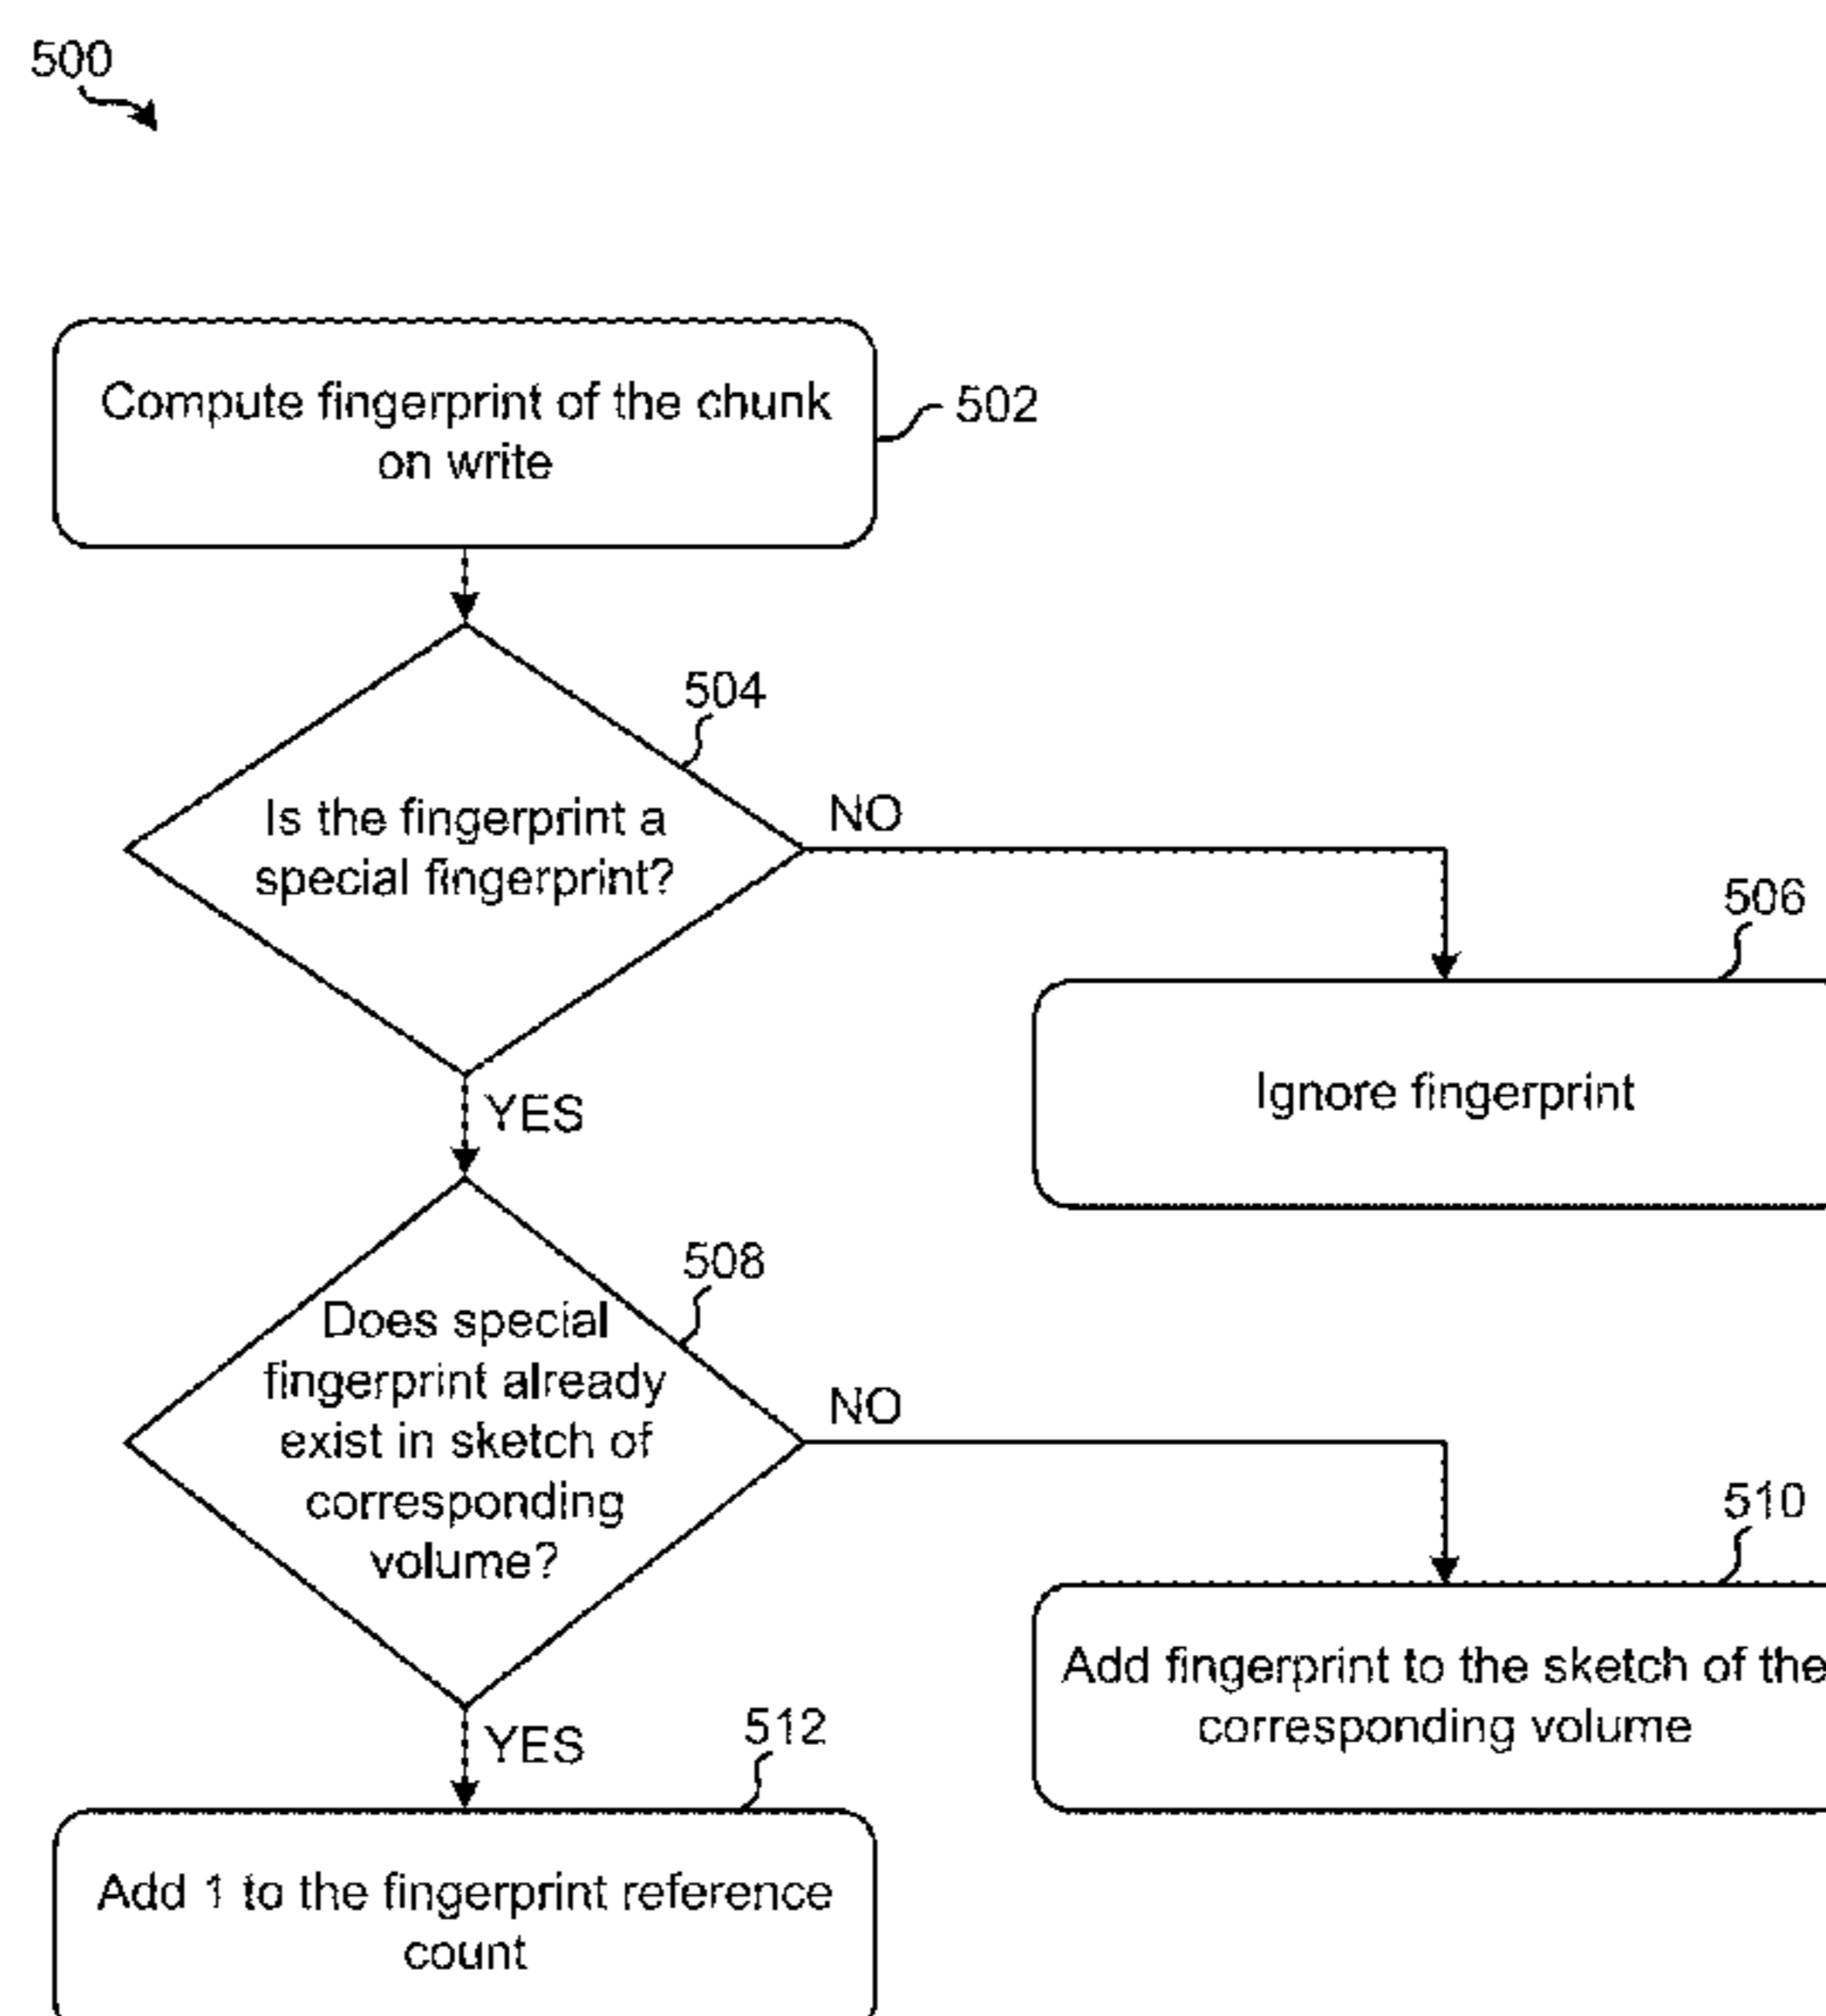 500
Compute fingerprint of the chunk
on write
502
504
Is the fingerprint a
special fingerprint?
NO
506
Ignore fingerprint
YES
508
Does special
fingerprint already
exist in sketch of
corresponding
volume?
NO
510
Add fingerprint to the sketch of the
corresponding volume
YES
512
Add 1 to the fingerprint reference
count